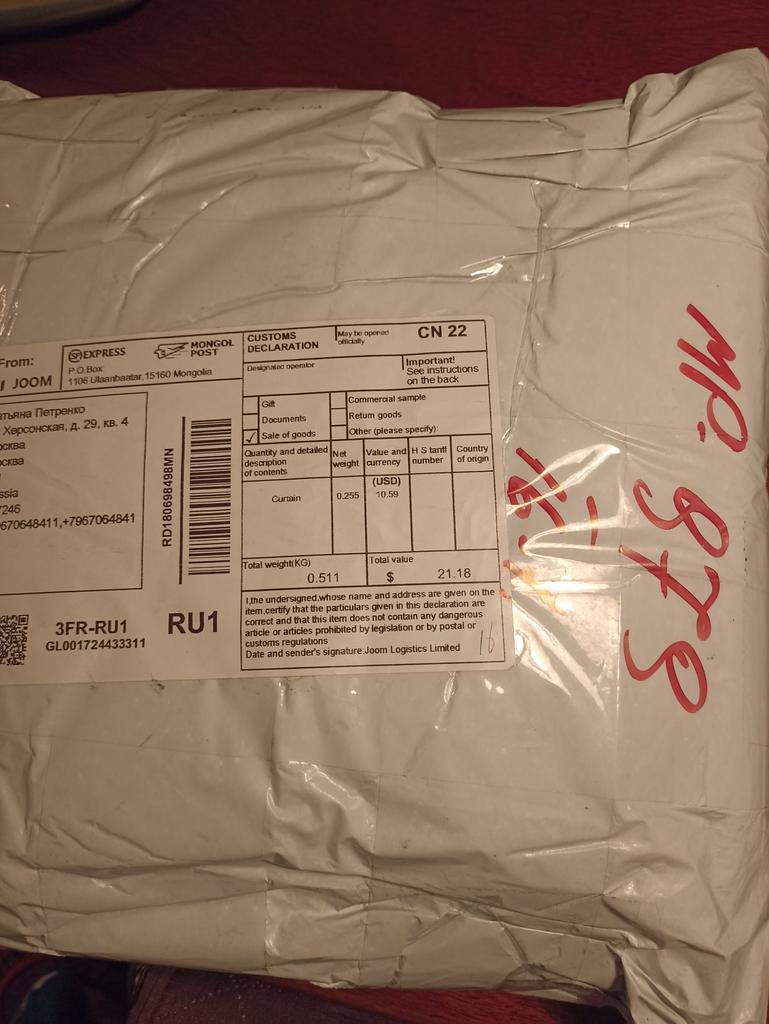 From:
JOOM
SF EXPRESS
MONGOL
POST
P.O.Box:
1106 Ulaanbaatar,15160 Mongolia
атьяна Петренко
Херсонская, д. 29, кв. 4
осква
осква
ssia
7246
9670648411,+7967064841
RD180698498MN
3FR-RU1
GL001724433311
RU1
CUSTOMS
DECLARATION
May be opened
officially
CN 22
Designated operator
Important!
See instructions
on the back
Gift
Commercial sample
Documents
Return goods
✓ Sale of goods
Other (please specify):
Quantity and detailed
description
of contents
Net
weight
Value and
currency
H S tariff
number
Country
of origin
(USD)
Curtain 0.255 10.59
Total weight(KG)
0.511
Total value
$ 21.18
I,the undersigned,whose name and address are given on the
item,certify that the particulars given in this declaration are
correct and that this item does not contain any dangerous
article or articles prohibited by legislation or by postal or
customs regulations
Date and sender's signature:Joom Logistics Limited
16